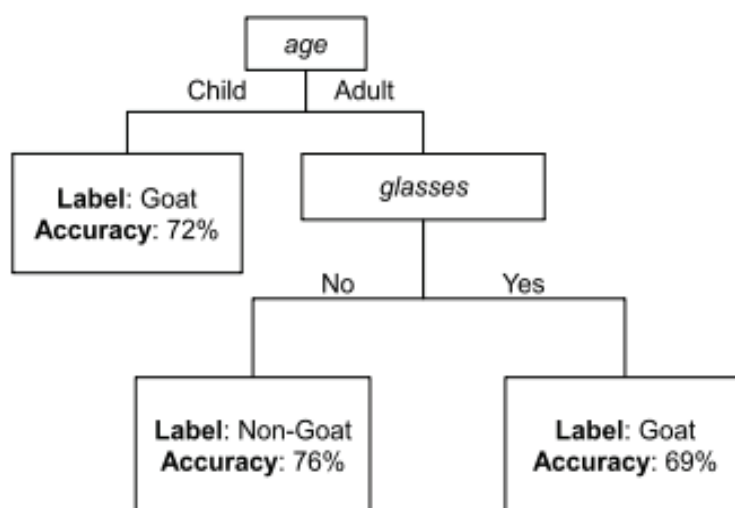 age
Child
Adult
Label: Goat
Accuracy: 72%
glasses
No
Yes
Label: Non-Goat
Accuracy: 76%
Label: Goat
Accuracy: 69%